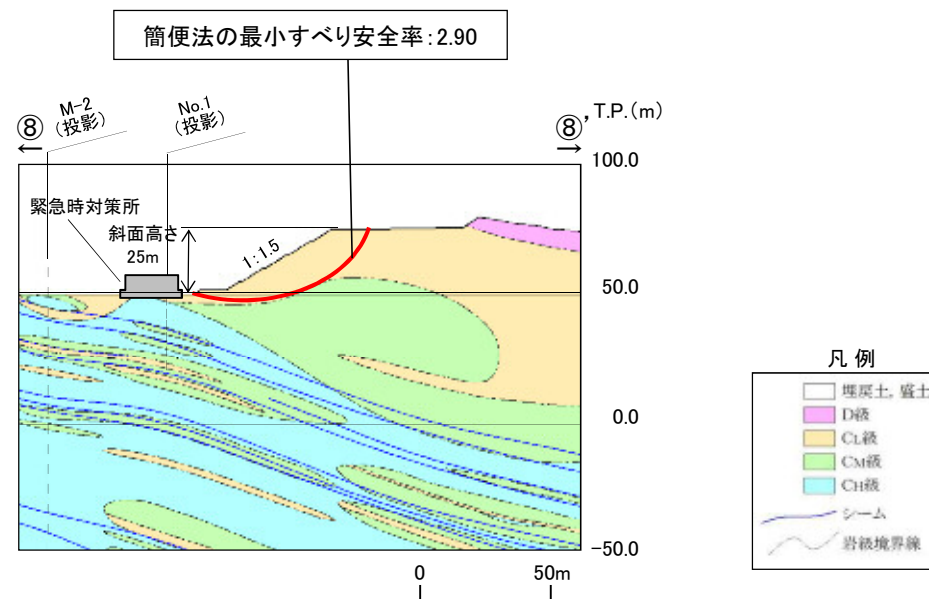 簡便法の最小すべり安全率:2.90
M-2
(投影)
No.1
(投影)
⑧
⑧'
T.P.(m)
←
→
100.0
緊急時対策所
斜面高さ
25m
1:1.5
50.0
0.0
-50.0
0
50m
凡 例
埋戻土, 盛土
D級
CL級
CM級
CH級
シーム
岩級境界線